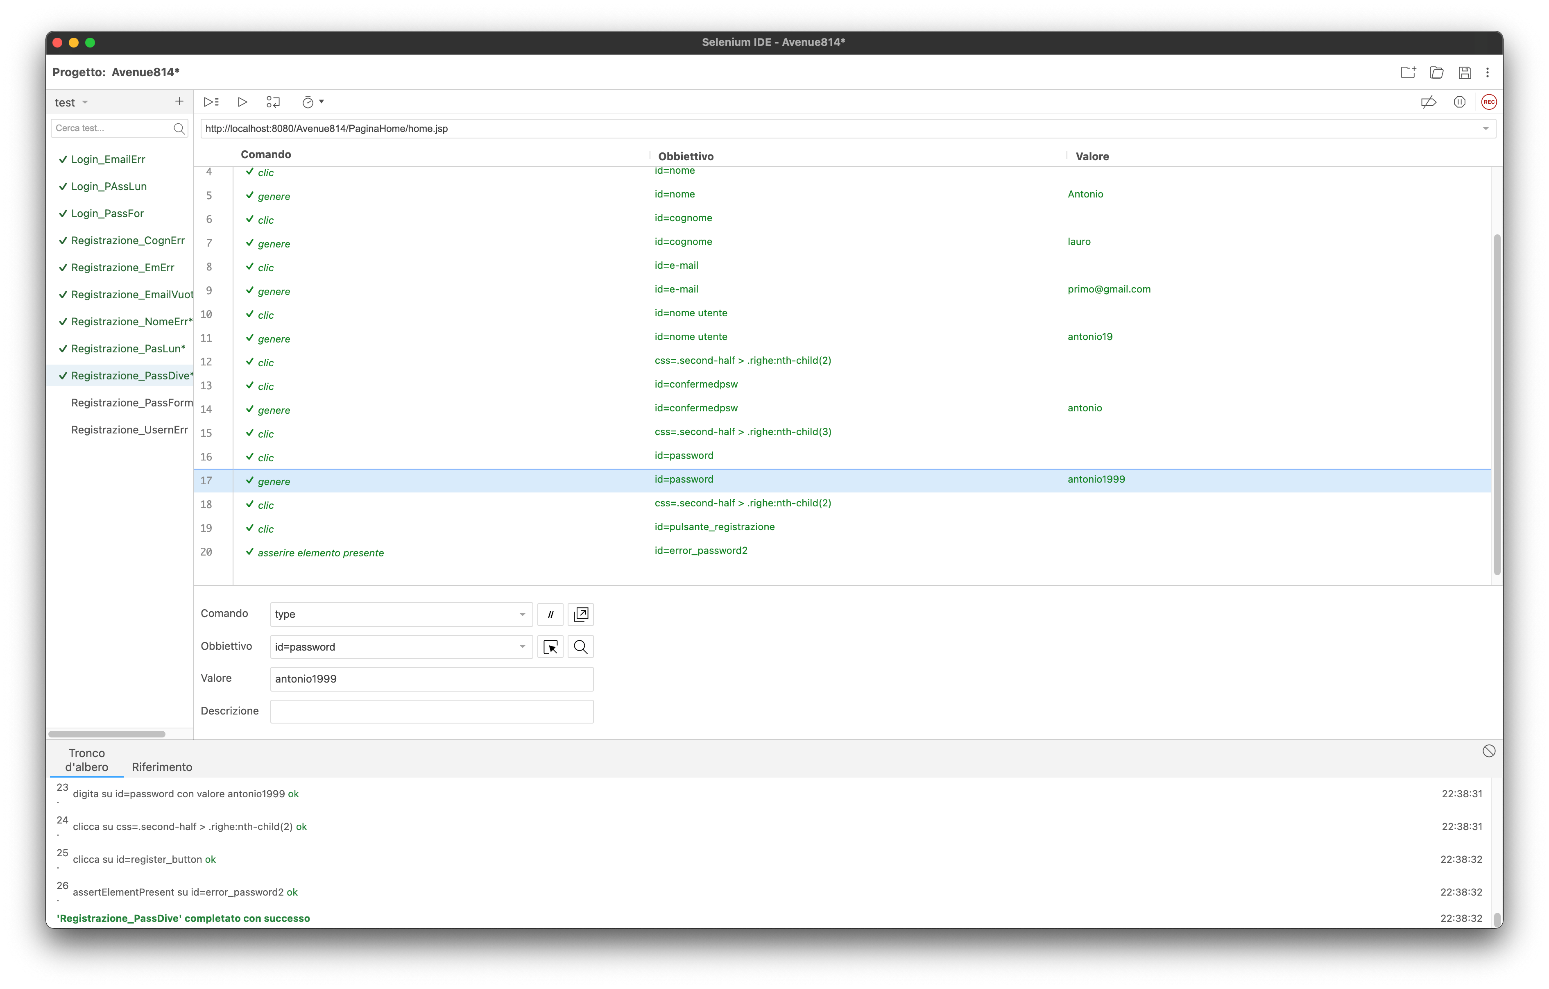 Selenium IDE - Avenue814*
Progetto: Avenue814*
test
Cerca test...
Login_EmailErr
Login_PAssLun
Login_PassFor
Registrazione_CognErr
Registrazione_EmErr
Registrazione_EmailVuot
Registrazione_NomeErr*
Registrazione_PasLun*
Registrazione_PassDive*
Registrazione_PassForm
Registrazione_UsernErr
REC
http://localhost:8080/Avenue814/PaginaHome/home.jsp
Comando Obbiettivo Valore
4 clic id=nome
5 genere id=nome Antonio
6 clic id=cognome
7 genere id=cognome lauro
8 clic id=e-mail
9 genere id=e-mail primo@gmail.com
10 clic id=nome utente
11 genere id=nome utente antonio19
12 clic css=.second-half > .righe:nth-child(2)
13 clic id=confermedpsw
14 genere id=confermedpsw antonio
15 clic css=.second-half > .righe:nth-child(3)
16 clic id=password
17 genere id=password antonio1999
18 clic css=.second-half > .righe:nth-child(2)
19 clic id=pulsante_registrazione
20 asserire elemento presente id=error_password2
Comando type //
Obbiettivo id=password
Valore antonio1999
Descrizione
Tronco
d'albero Riferimento
23. digita su id=password con valore antonio1999 ok 22:38:31
24. clicca su css=.second-half > .righe:nth-child(2) ok 22:38:31
25. clicca su id=register_button ok 22:38:32
26. assertElementPresent su id=error_password2 ok 22:38:32
'Registrazione_PassDive' completato con successo 22:38:32